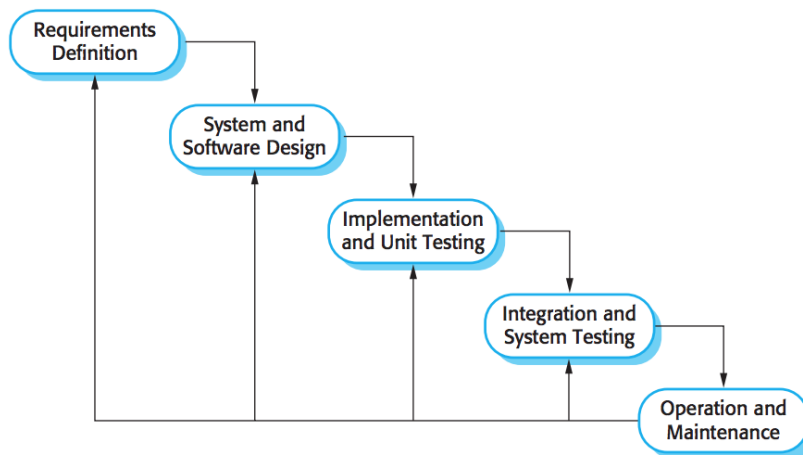 Requirements
Definition
System and
Software Design
Implementation
and Unit Testing
Integration and
System Testing
Operation and
Maintenance